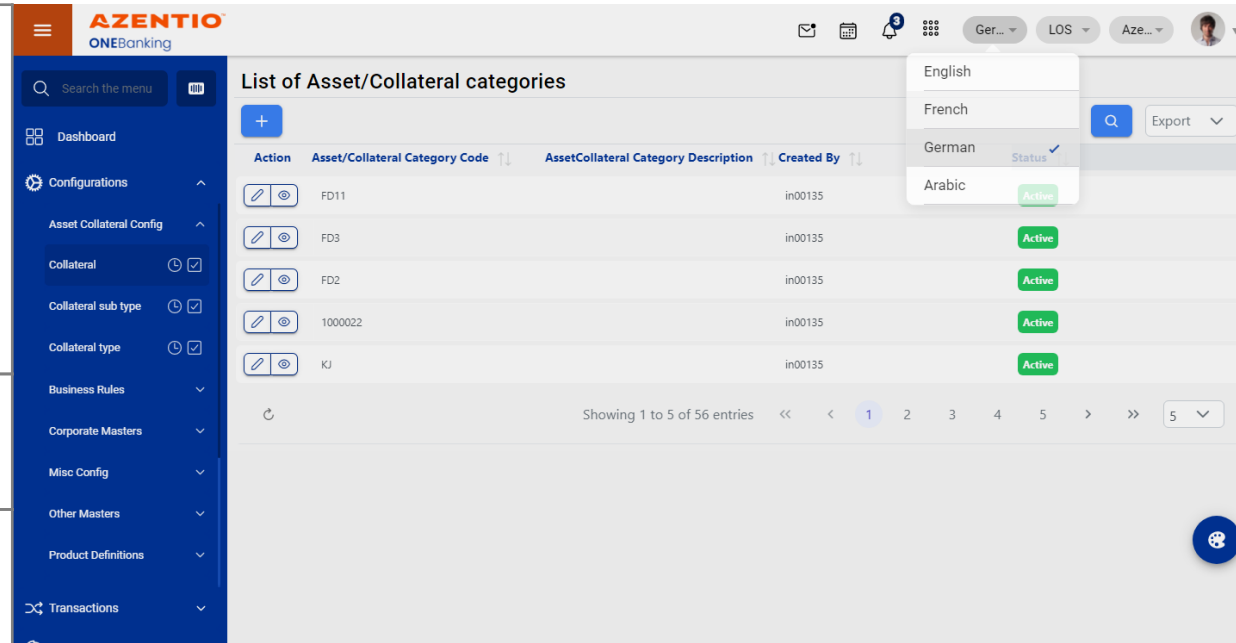 AZENTIO
ONEBanking
3
Ger...
LOS
Aze...
Search the menu
Dashboard
Configurations
Asset Collateral Config
Collateral
Collateral sub type
Collateral type
Business Rules
Corporate Masters
Misc Config
Other Masters
Product Definitions
Transactions
List of Asset/Collateral categories
English
French
German
Arabic
Export
Action Asset/Collateral Category Code AssetCollateral Category Description Created By Status
FD11 in00135 Active
FD3 in00135 Active
FD2 in00135 Active
1000022 in00135 Active
KJ in00135 Active
Showing 1 to 5 of 56 entries << < 1 2 3 4 5 > >> 5